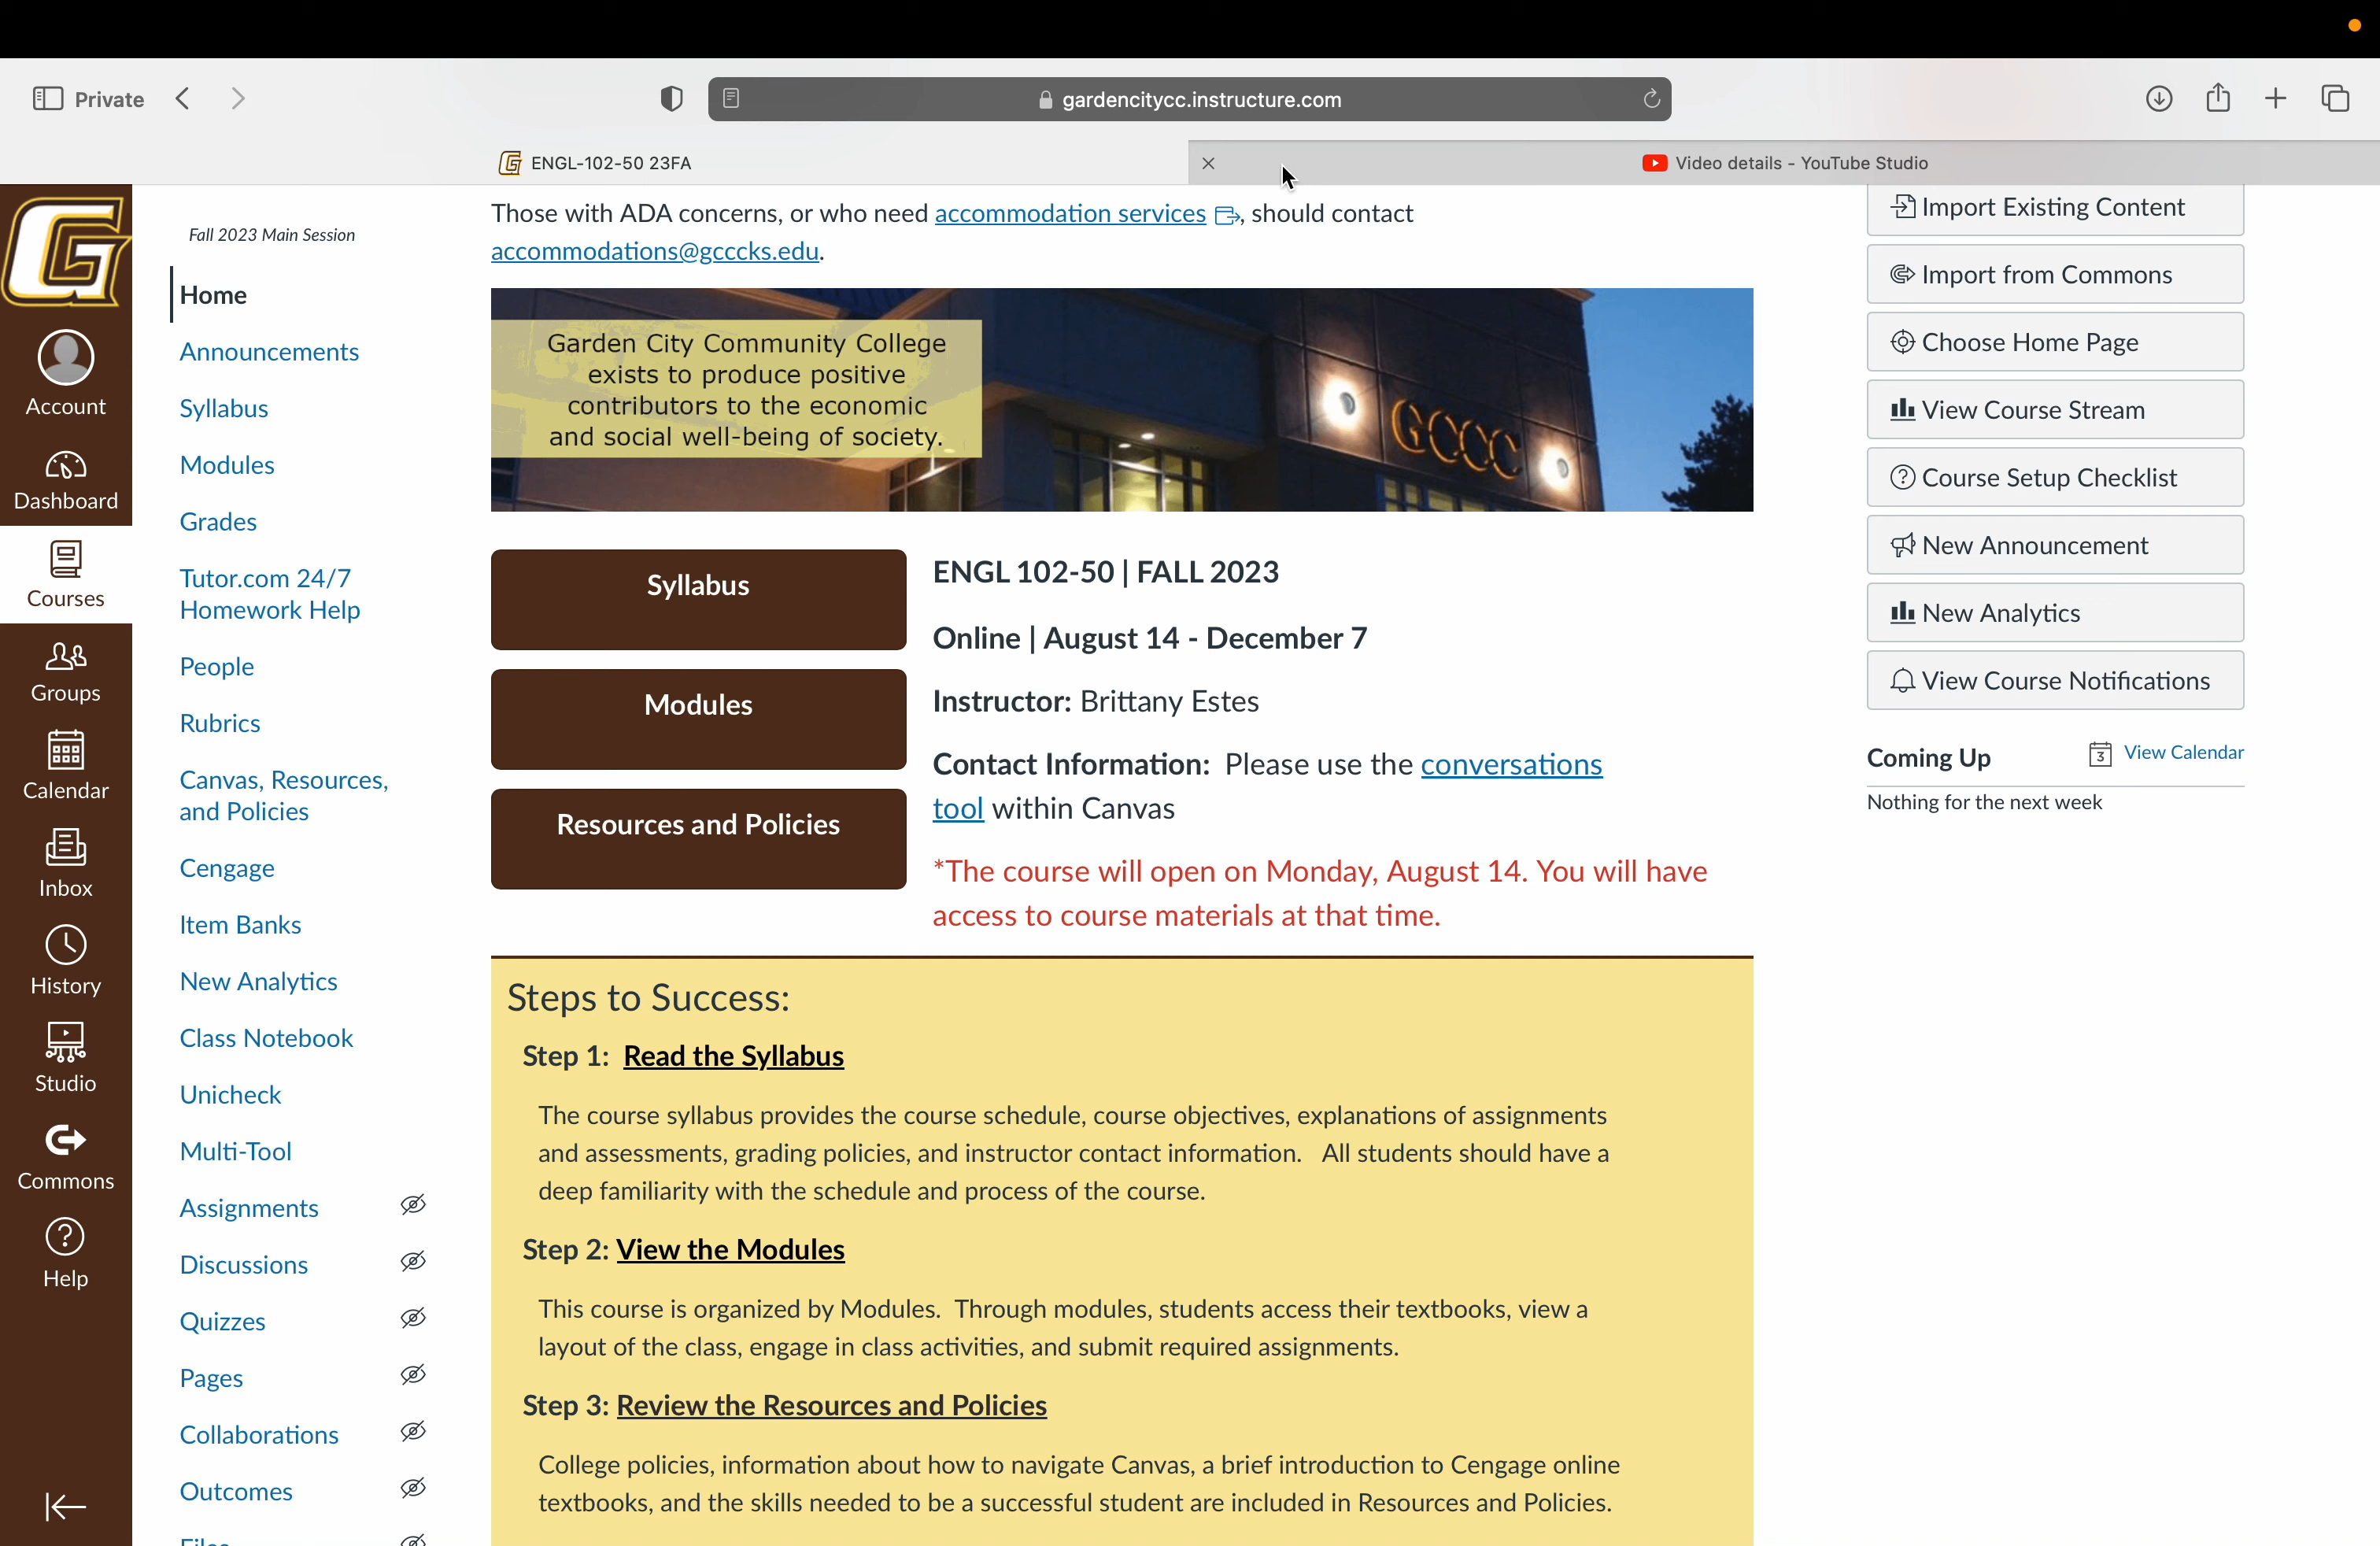 Private
gardencitycc.instructure.com
ENGL-102-50 23FA
Video details - YouTube Studio
G
Account
Dashboard
Courses
Groups
Calendar
Inbox
History
Studio
Commons
Help
Fall 2023 Main Session
Home
Announcements
Syllabus
Modules
Grades
Tutor.com 24/7
Homework Help
People
Rubrics
Canvas, Resources,
and Policies
Cengage
Item Banks
New Analytics
Class Notebook
Unicheck
Multi-Tool
Assignments
Discussions
Quizzes
Pages
Collaborations
Outcomes
Files
Those with ADA concerns, or who need accommodation services, should contact
accommodations@gcccks.edu.
Garden City Community College
exists to produce positive
contributors to the economic
and social well-being of society.
GCCC
Syllabus
Modules
Resources and Policies
ENGL 102-50 | FALL 2023
Online | August 14 - December 7
Instructor: Brittany Estes
Contact Information: Please use the conversations
tool within Canvas
*The course will open on Monday, August 14. You will have
access to course materials at that time.
Steps to Success:
Step 1: Read the Syllabus
The course syllabus provides the course schedule, course objectives, explanations of assignments
and assessments, grading policies, and instructor contact information. All students should have a
deep familiarity with the schedule and process of the course.
Step 2: View the Modules
This course is organized by Modules. Through modules, students access their textbooks, view a
layout of the class, engage in class activities, and submit required assignments.
Step 3: Review the Resources and Policies
College policies, information about how to navigate Canvas, a brief introduction to Cengage online
textbooks, and the skills needed to be a successful student are included in Resources and Policies.
Import Existing Content
Import from Commons
Choose Home Page
View Course Stream
Course Setup Checklist
New Announcement
New Analytics
View Course Notifications
Coming Up
3 View Calendar
Nothing for the next week